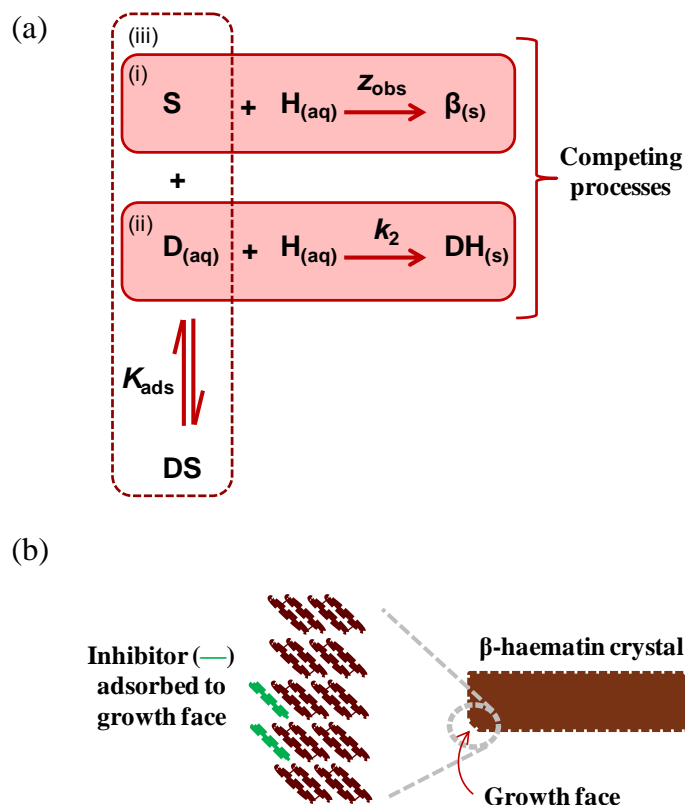 (a)
(iii)
(i)
S + H(aq) zobs β(s)
+
Competing
processes
(ii)
D(aq) + H(aq) k2 DH(s)
Kads
DS
(b)
Inhibitor (—)
adsorbed to
growth face
β-haematin crystal
Growth face